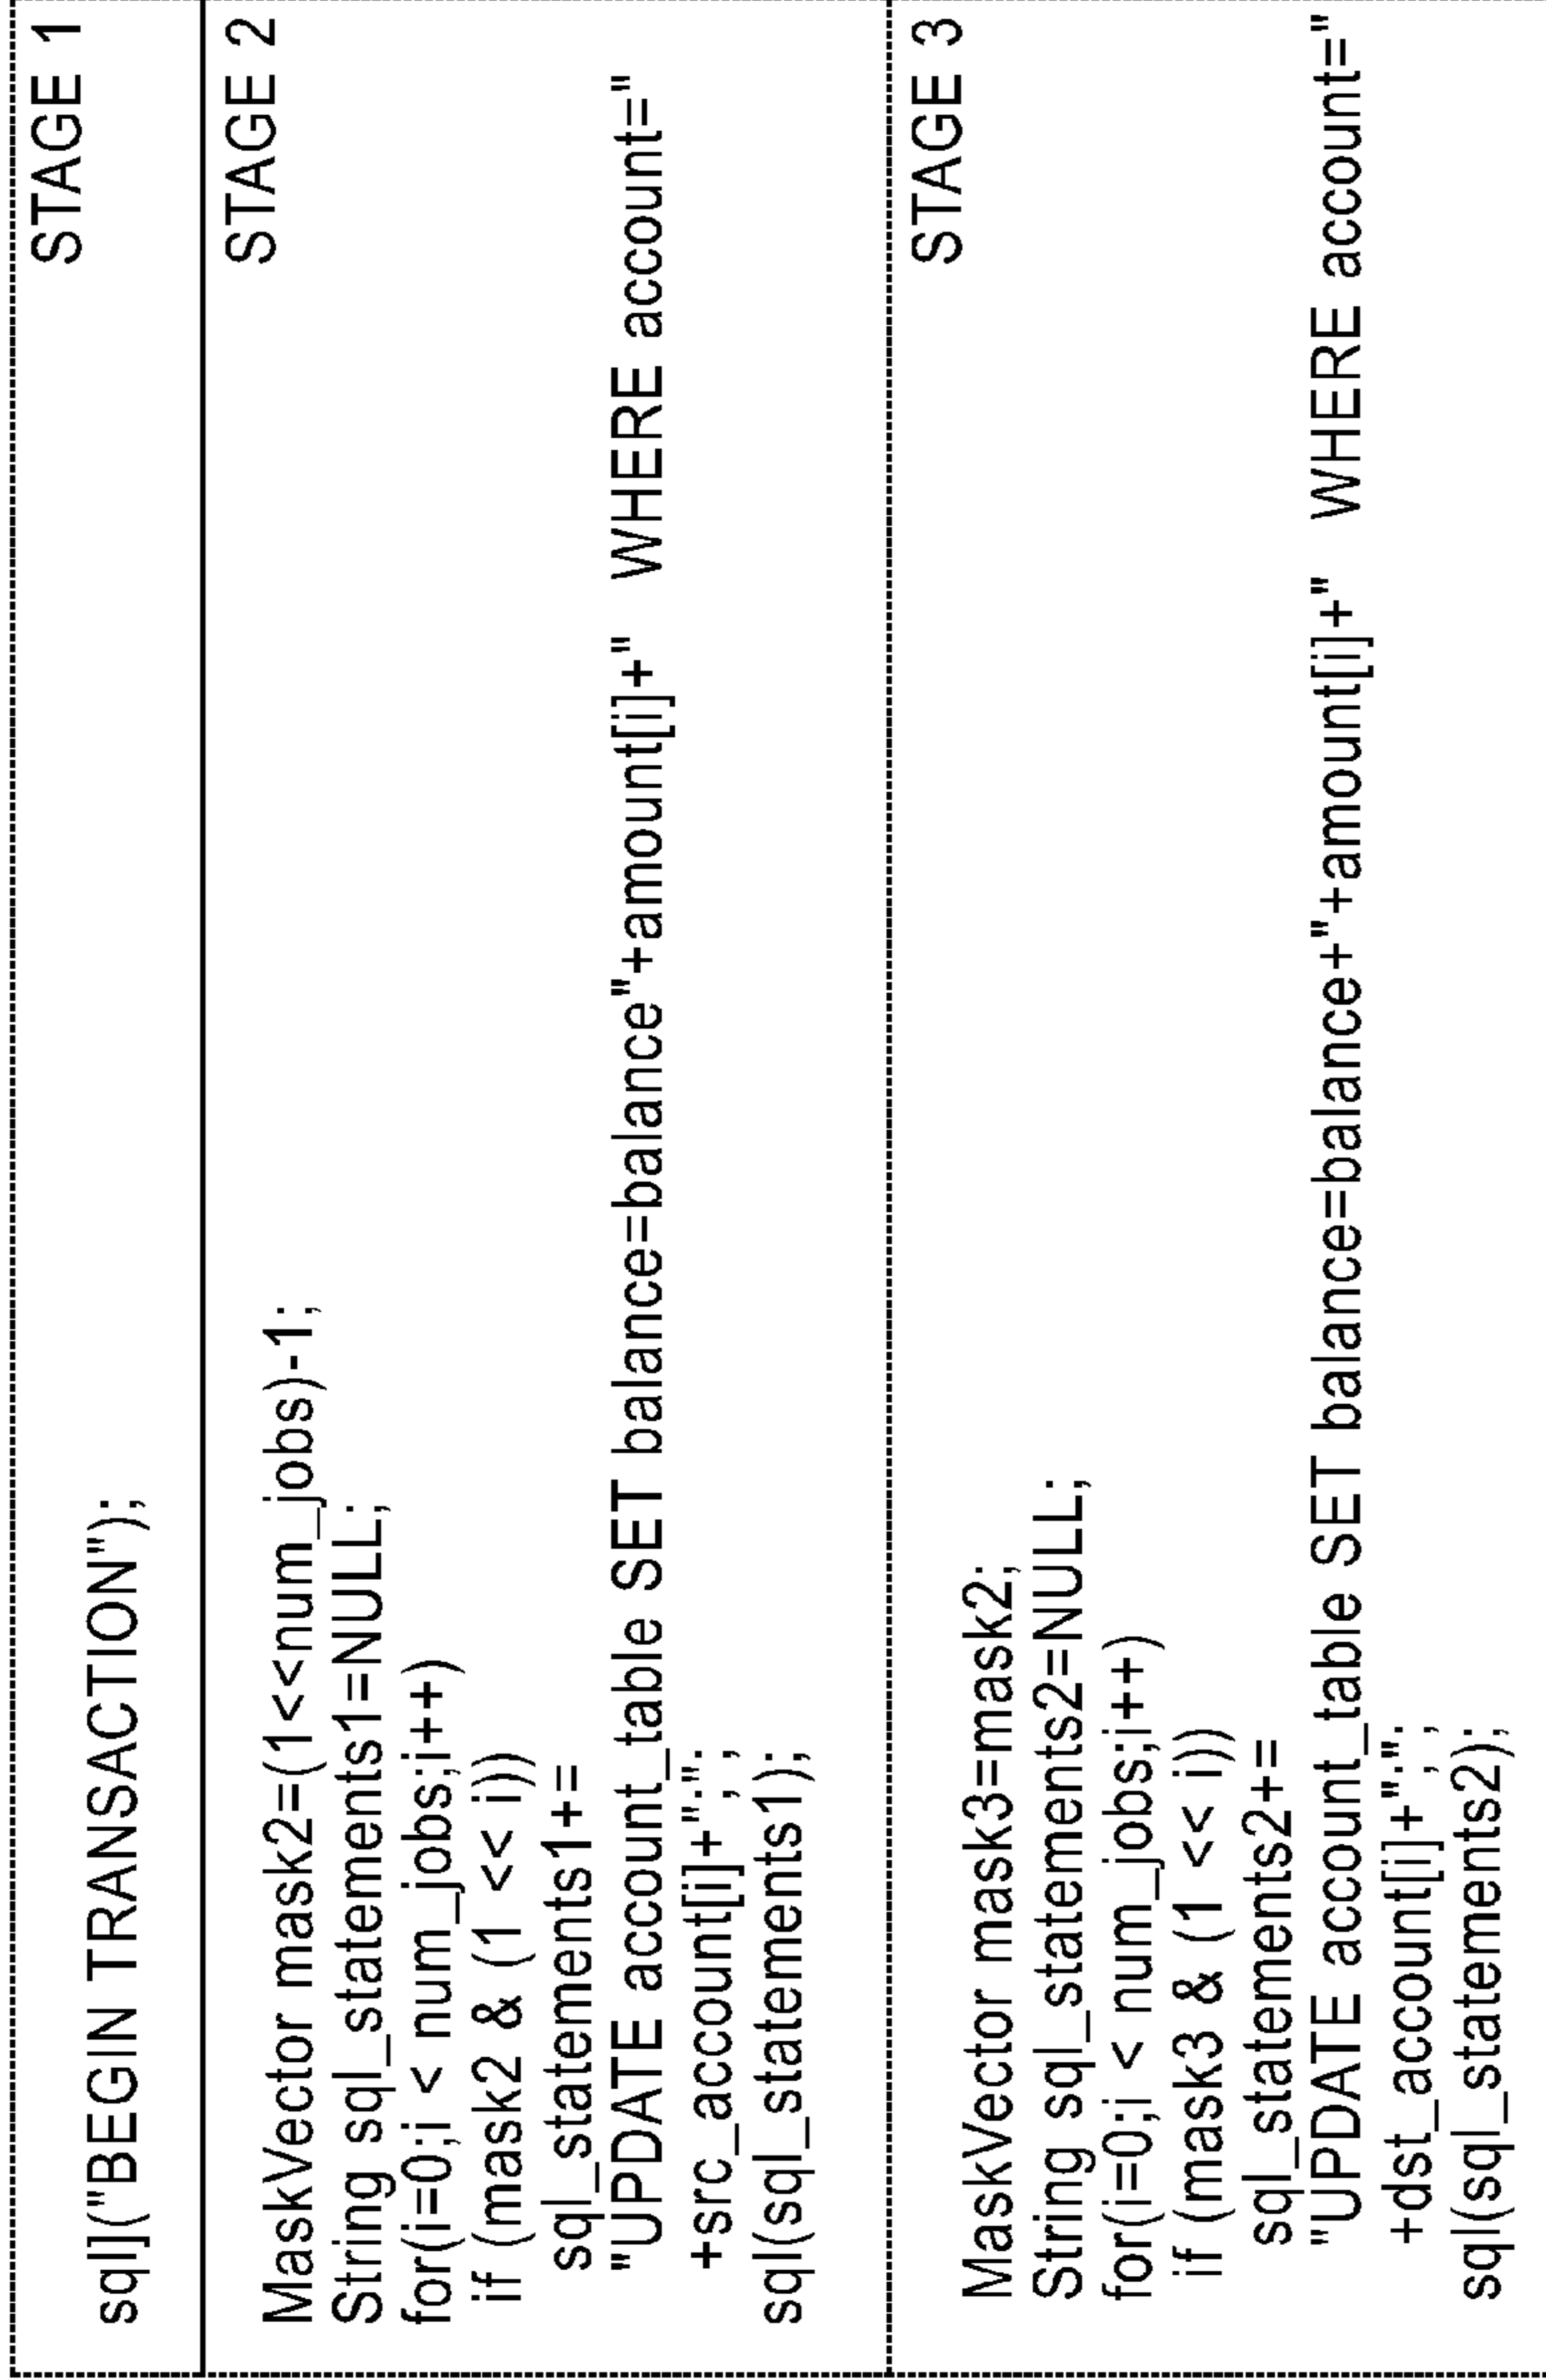 STAGE 1
sql]("BEGIN TRANSACTION");
STAGE 2
MaskVector mask2=(1<<num_jobs)-1;
String sql_statements1=NULL;
for(i=0;i < num_jobs;i++)
if (mask2 & (1 << i))
sql_statements1+=
"UPDATE account_table SET balance=balance"+amount[i]+" WHERE account="
+src_account[i]+";";
sql(sql_statements1);
STAGE 3
MaskVector mask3=mask2;
String sql_statements2=NULL;
for(i=0;i < num_jobs;i++)
if (mask3 & (1 << i))
sql_statements2+=
"UPDATE account_table SET balance=balance+"+amount[i]+" WHERE account="
+dst_account[i]+";";
sql(sql_statements2);